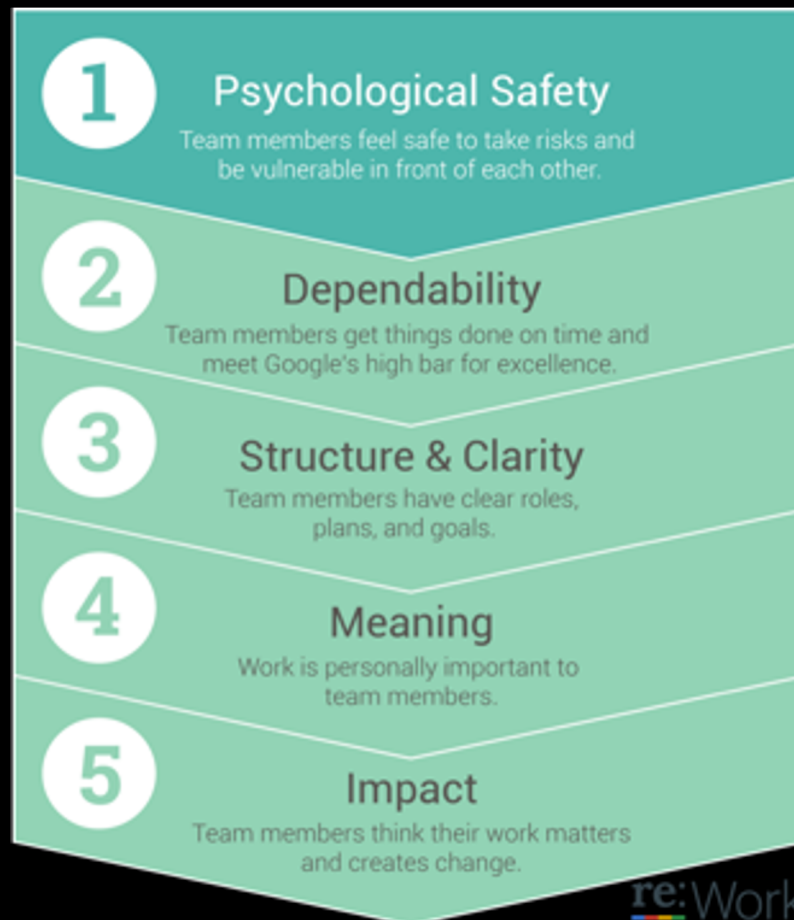 1
Psychological Safety
Team members feel safe to take risks and
be vulnerable in front of each other.
2
Dependability
Team members get things done on time and
meet Google's high bar for excellence.
3
Structure & Clarity
Team members have clear roles,
plans, and goals.
4
Meaning
Work is personally important to
team members.
5
Impact
Team members think their work matters
and creates change.
re:Work